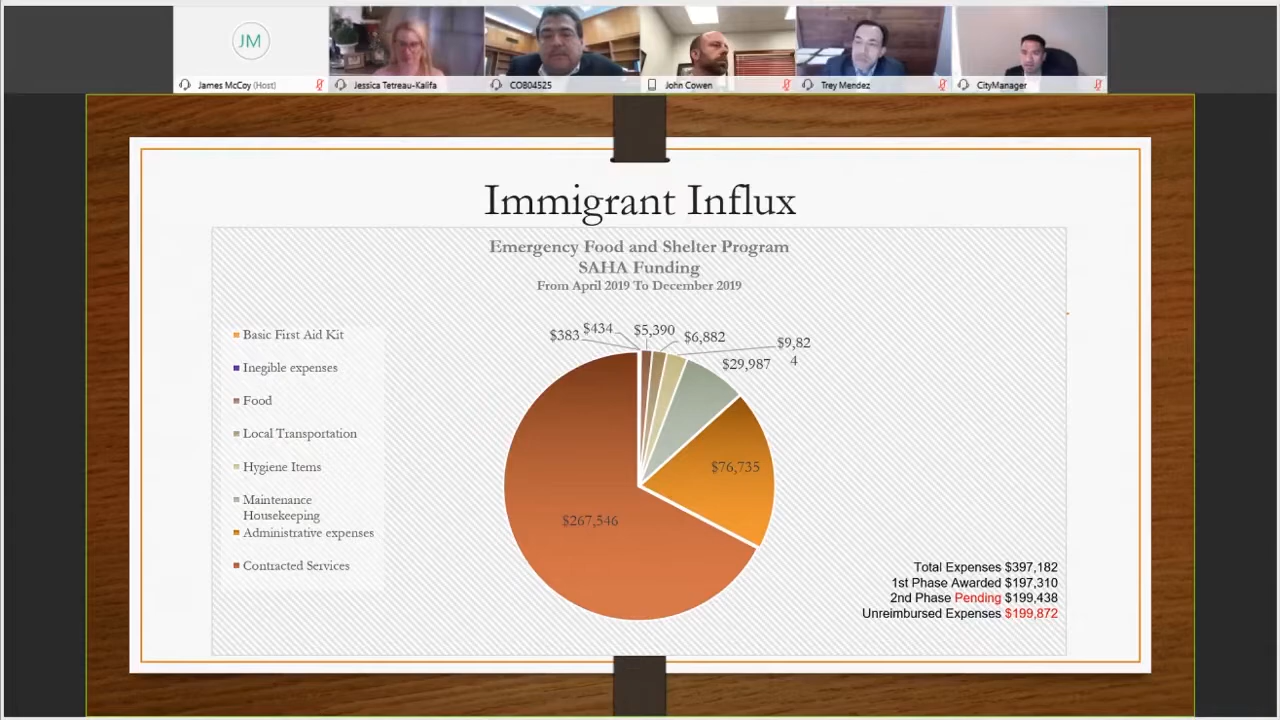 JM
James McCoy (Host)
Jessica Tetreau-Kalifa
COB04525
John Cowen
Trey Mendez
CityManager
Immigrant Influx
Emergency Food and Shelter Program
SAHA Funding
From April 2019 To December 2019
Basic First Aid Kit
Inegible expenses
Food
Local Transportation
Hygiene Items
Maintenance
Housekeeping
Administrative expenses
Contracted Services
$383
$434
$5,390
$6,882
$9,82
4
$29,987
$76,735
$267,546
Total Expenses $397,182
1st Phase Awarded $197,310
2nd Phase Pending $199,438
Unreimbursed Expenses $199,872